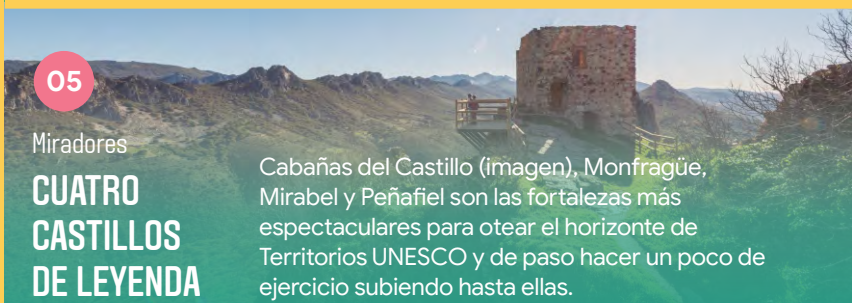 05
Miradores
CUATRO
CASTILLOS
DE LEYENDA
Cabañas del Castillo (imagen), Monfragüe,
Mirabel y Peñafiel son las fortalezas más
espectaculares para otear el horizonte de
Territorios UNESCO y de paso hacer un poco de
ejercicio subiendo hasta ellas.